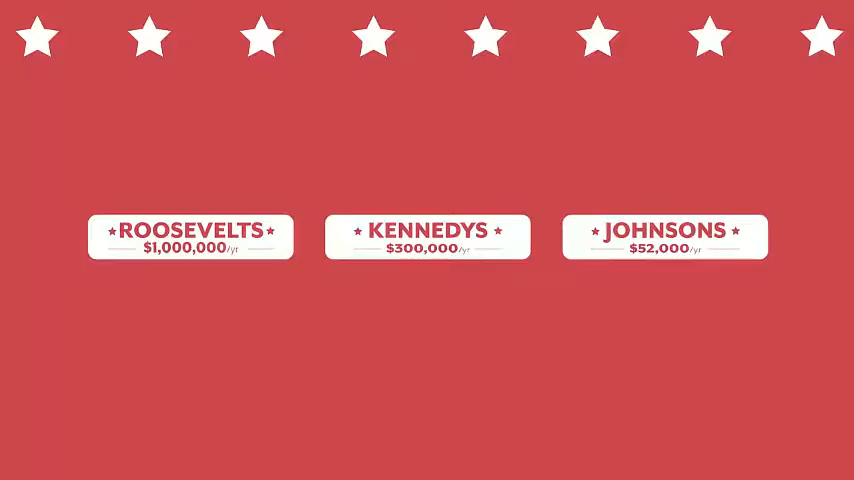 ROOSEVELTS
$1,000,000/yr
KENNEDYS
$300,000/yr
JOHNSONS
$52,000/yr